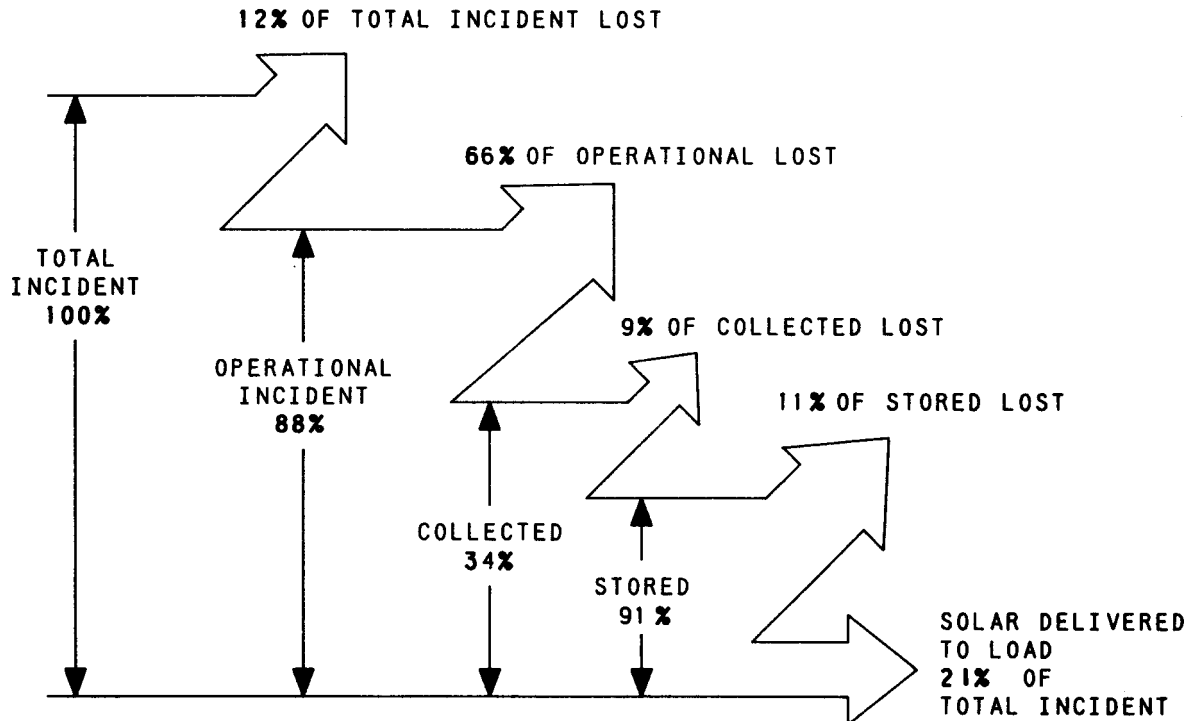 12% OF TOTAL INCIDENT LOST
66% OF OPERATIONAL LOST
TOTAL
INCIDENT
100%
9% OF COLLECTED LOST
OPERATIONAL
INCIDENT
88%
11% OF STORED LOST
COLLECTED
34%
STORED
91%
SOLAR DELIVERED
TO LOAD
21% OF
TOTAL INCIDENT